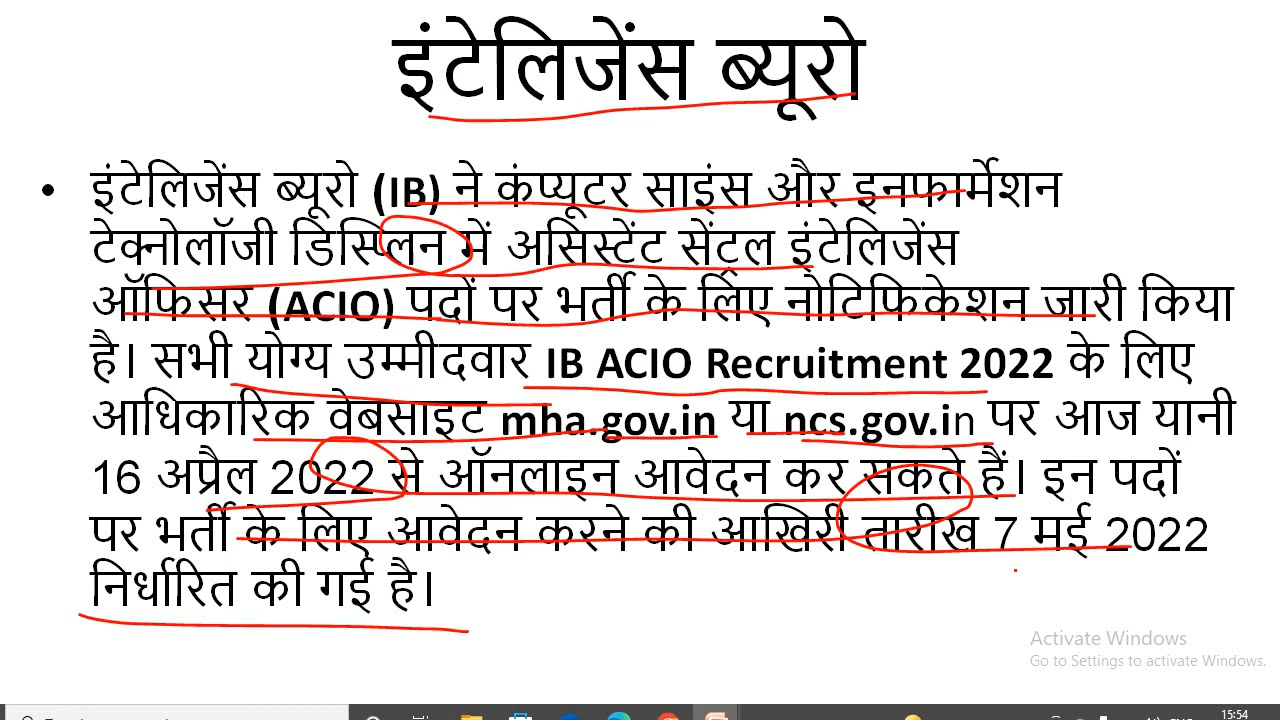 इंटेलिजेंस ब्यूरो
• इंटेलिजेंस ब्यूरो (IB) ने कंप्यूटर साइंस और इनफार्मेशन
टेक्नोलॉजी डिस्प्लिन में असिस्टेंट सेंट्रल इंटेलिजेंस
ऑफिसर (ACIO) पदों पर भर्ती के लिए नोटिफिकेशन जारी किया
है। सभी योग्य उम्मीदवार IB ACIO Recruitment 2022 के लिए
आधिकारिक वेबसाइट mha.gov.in या ncs.gov.in पर आज यानी
16 अप्रैल 2022 से ऑनलाइन आवेदन कर सकते हैं। इन पदों
पर भर्ती के लिए आवेदन करने की आखिरी तारीख 7 मई 2022
निर्धारित की गई है।
Activate Windows
Go to Settings to activate Windows.
15:54